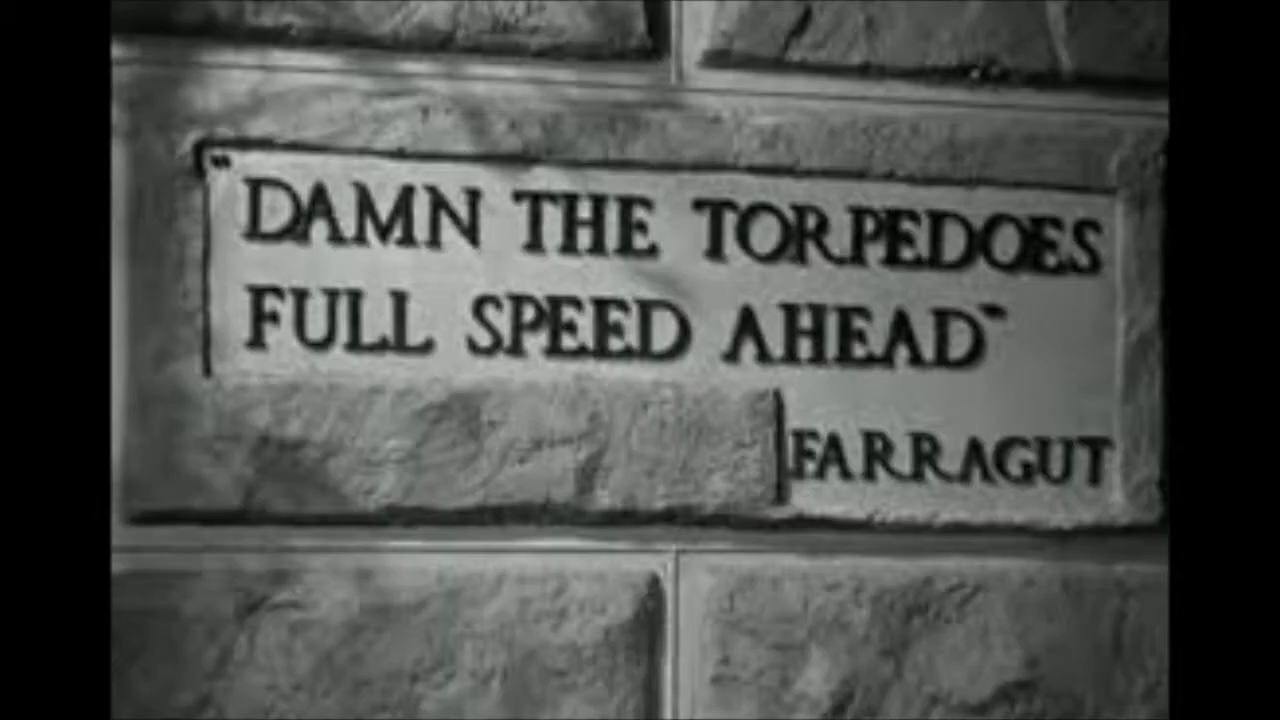 "DAMN THE TORPEDOES
FULL SPEED AHEAD"
FARRAGUT